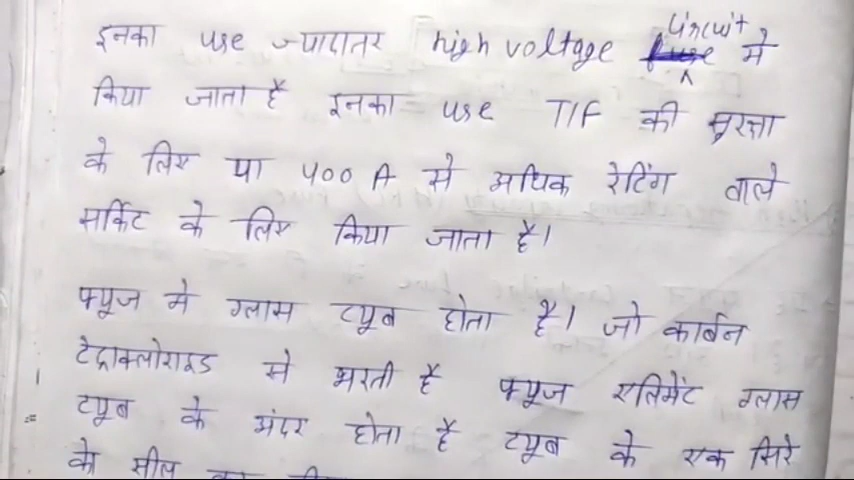 इनका use ज्यादातर high voltage circuit मे
किया जाता है इनका use T/F की सुरक्षा
के लिए या 400 A से अधिक रेटिंग वाले
सर्किट के लिए किया जाता है।
फ्यूज मे ग्लास ट्यूब होता है। जो कार्बन
टेट्राक्लोराइड से भरती है फ्यूज एलिमेंट ग्लास
ट्यूब के अंदर होता है ट्यूब के एक सिरे
को सील